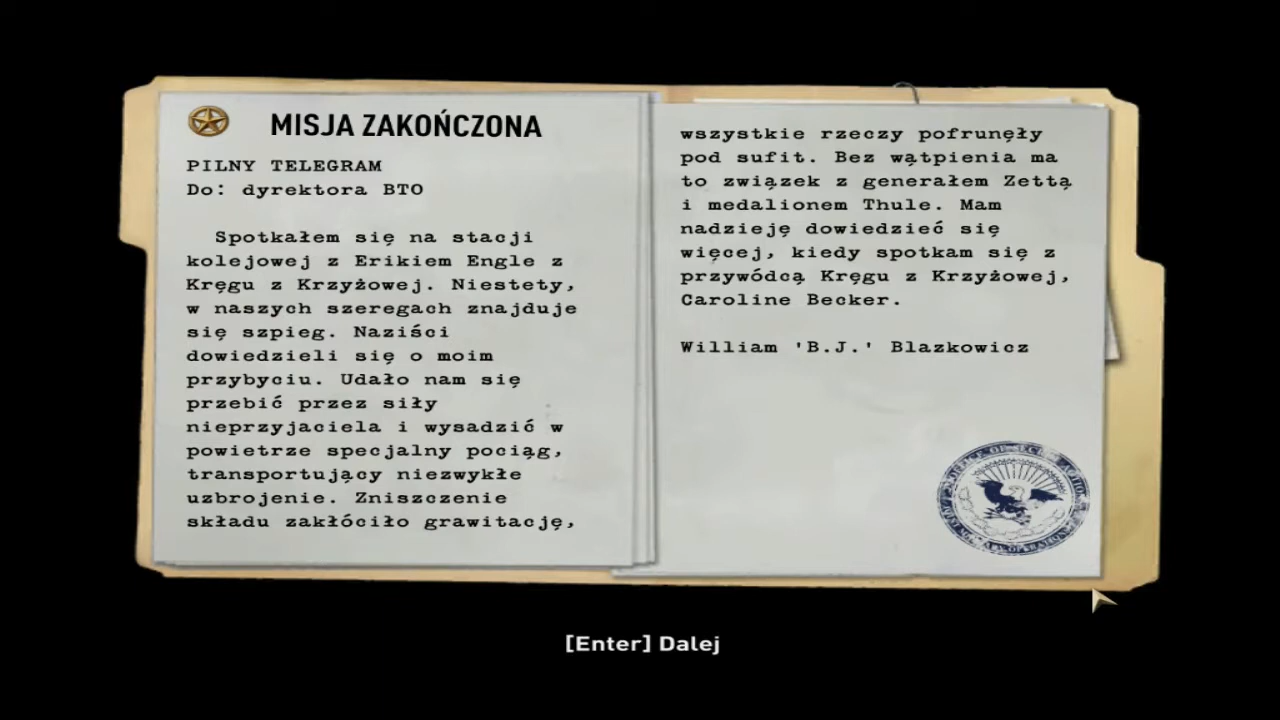 MISJA ZAKOŃCZONA
PILNY TELEGRAM
Do: dyrektora BTO
Spotkałem się na stacji
kolejowej z Erikiem Engle z
Kręgu z Krzyżowej. Niestety,
w naszych szeregach znajduje
się szpieg. Naziści
dowiedzieli się o moim
przybyciu. Udało nam się
przebić przez siły
nieprzyjaciela i wysadzić w
powietrze specjalny pociąg,
transportujący niezwykłe
uzbrojenie. Zniszczenie
składu zakłóciło grawitację,
wszystkie rzeczy pofrunęły
pod sufit. Bez wątpienia ma
to związek z generałem Zettą
i medalionem Thule. Mam
nadzieję dowiedzieć się
więcej, kiedy spotkam się z
przywódcą Kręgu z Krzyżowej,
Caroline Becker.
William 'B.J.' Blazkowicz
[Enter] Dalej